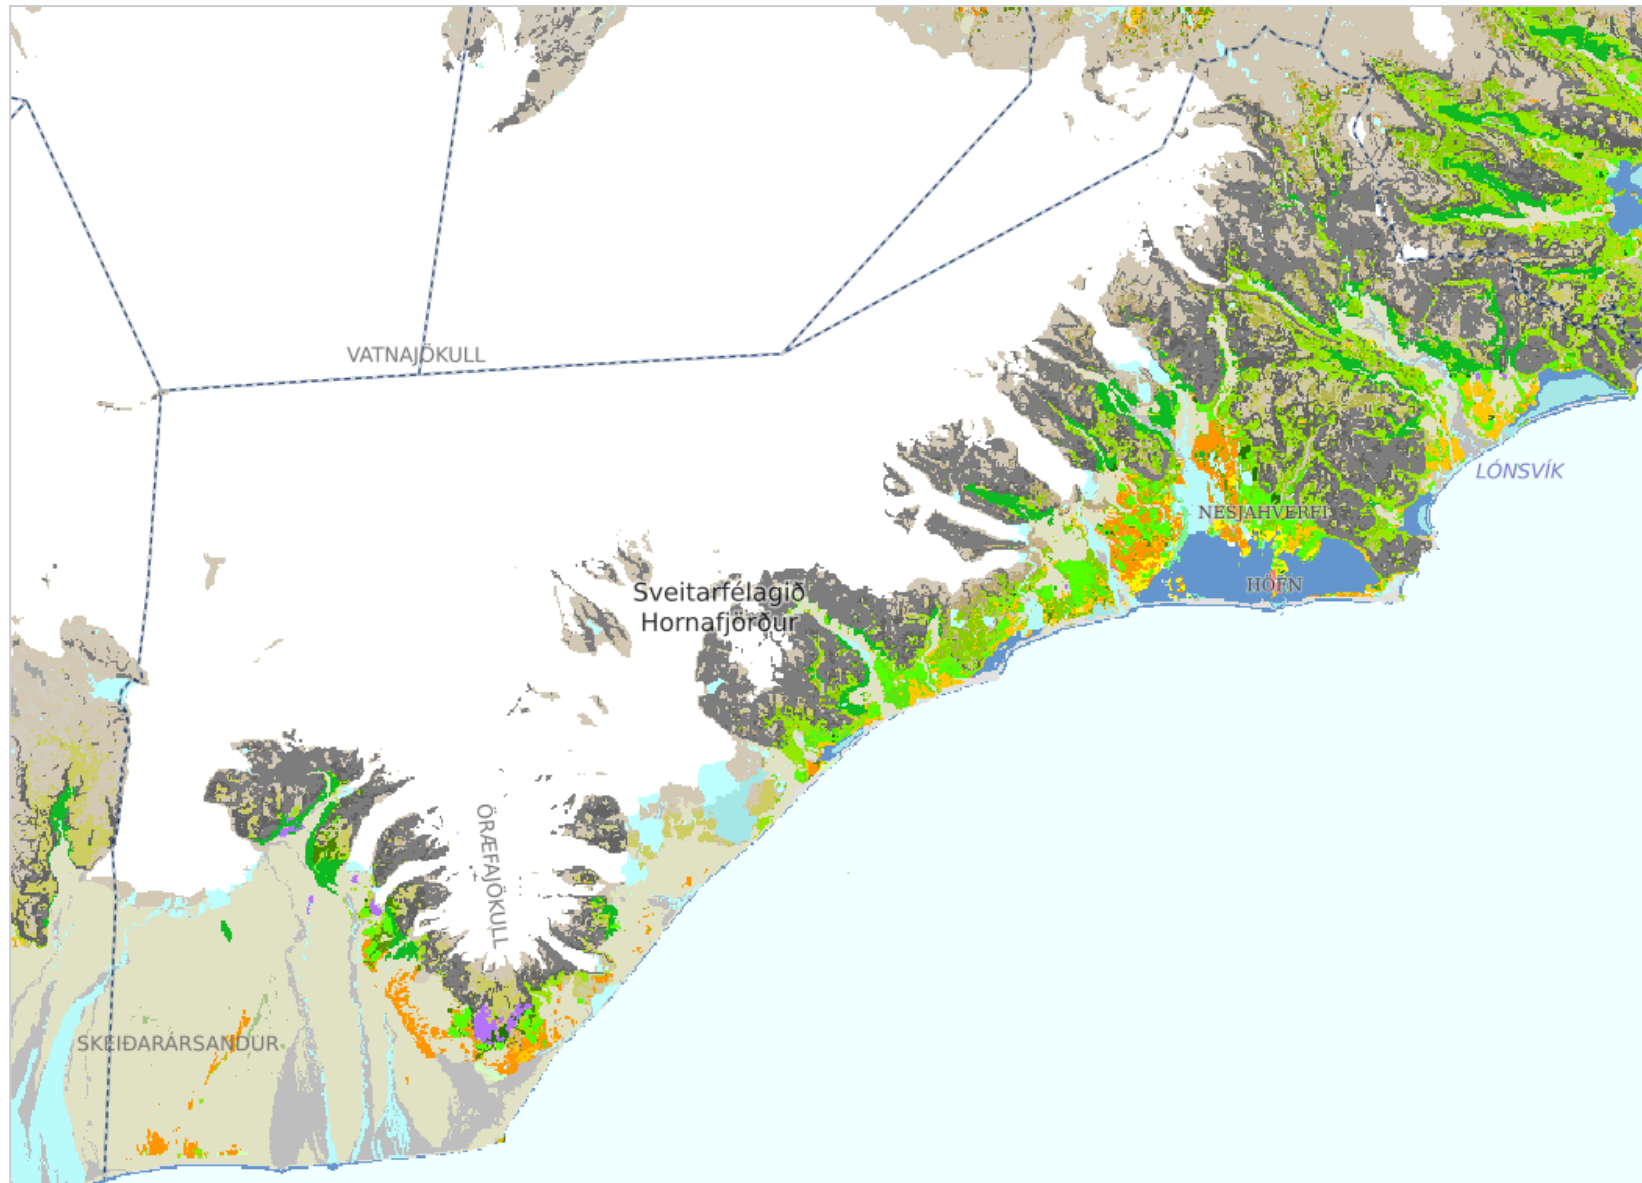 VATNAJÖKULL
LÓNSVÍK
NESJAHVERFI
HÖFN
Sveitarfélagið
Hornafjörður
ÖRÆFAJÖKULL
SKEIÐARÁRSANDUR